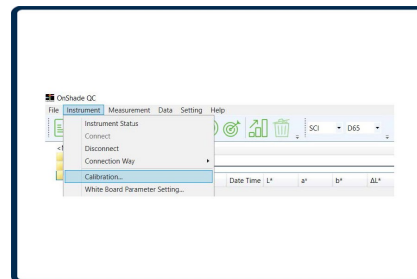 OnShade QC
File Instrument Measurement Data Setting Help
Instrument Status
Connect
Disconnect
Connection Way
Calibration...
White Board Parameter Setting...
SCI D65
Date Time L* a* b* ΔL*